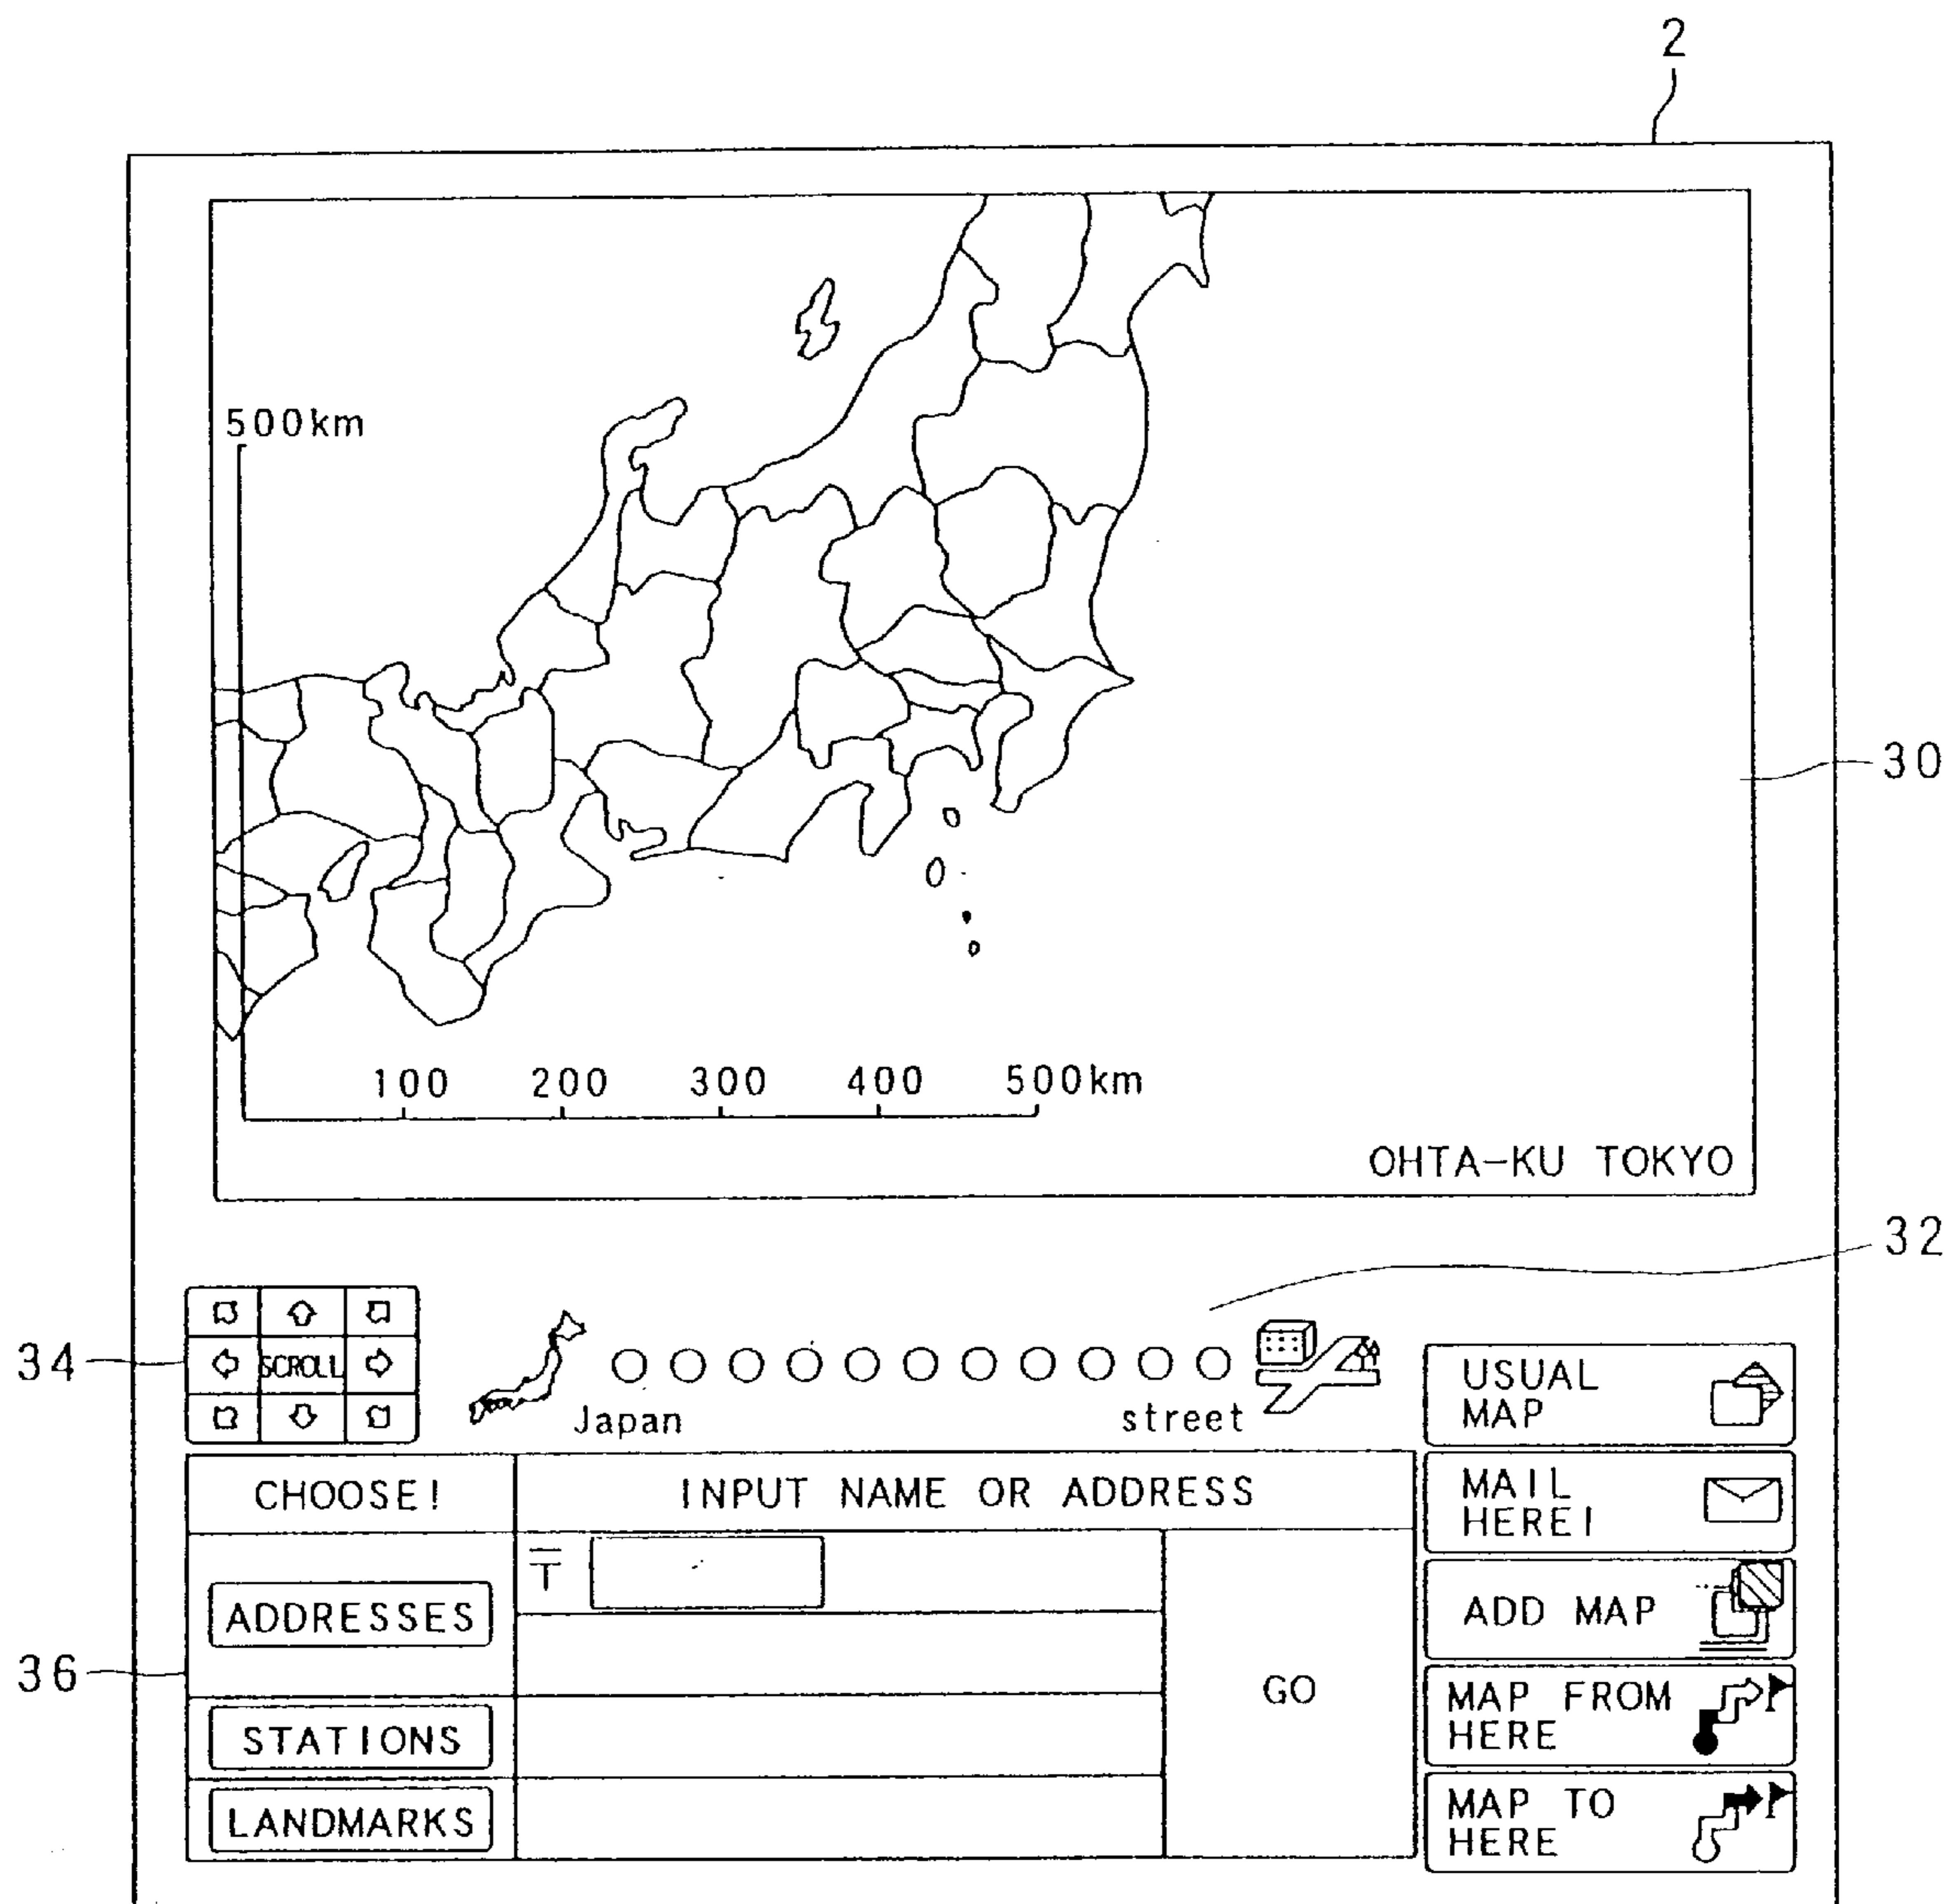 2
500km
30
100 200 300 400 500km
OHTA-KU TOKYO
32
34
SCROLL
Japan
street
USUAL
MAP
CHOOSE!
INPUT NAME OR ADDRESS
MAIL
HERE!
〒
ADDRESSES
ADD MAP
36
GO
MAP FROM
HERE
STATIONS
LANDMARKS
MAP TO
HERE